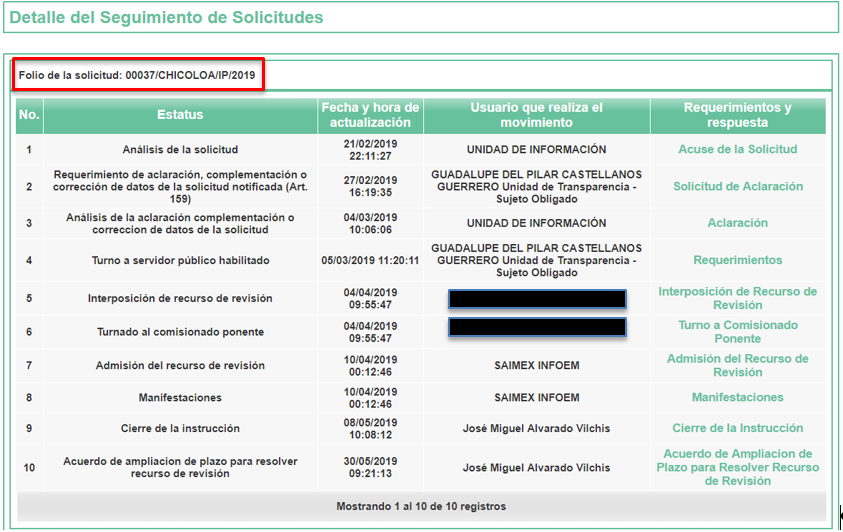 Detalle del Seguimiento de Solicitudes
Folio de la solicitud: 00037/CHICOLOA/IP/2019
No. Estatus Fecha y hora de actualización Usuario que realiza el movimiento Requerimientos y respuesta
1 Análisis de la solicitud 21/02/2019 22:11:27 UNIDAD DE INFORMACIÓN Acuse de la Solicitud
2 Requerimiento de aclaración, complementación o corrección de datos de la solicitud notificada (Art. 159) 27/02/2019 16:19:35 GUADALUPE DEL PILAR CASTELLANOS GUERRERO Unidad de Transparencia - Sujeto Obligado Solicitud de Aclaración
3 Análisis de la aclaración complementación o correccion de datos de la solicitud 04/03/2019 10:06:06 UNIDAD DE INFORMACIÓN Aclaración
4 Turno a servidor público habilitado 05/03/2019 11:20:11 GUADALUPE DEL PILAR CASTELLANOS GUERRERO Unidad de Transparencia - Sujeto Obligado Requerimientos
5 Interposición de recurso de revisión 04/04/2019 09:55:47 Interposición de Recurso de Revisión
6 Turnado al comisionado ponente 04/04/2019 09:55:47 Turno a Comisionado Ponente
7 Admisión del recurso de revisión 10/04/2019 00:12:46 SAIMEX INFOEM Admisión del Recurso de Revisión
8 Manifestaciones 10/04/2019 00:12:46 SAIMEX INFOEM Manifestaciones
9 Cierre de la instrucción 08/05/2019 10:08:12 José Miguel Alvarado Vilchis Cierre de la Instrucción
10 Acuerdo de ampliacion de plazo para resolver recurso de revisión 30/05/2019 09:21:13 José Miguel Alvarado Vilchis Acuerdo de Ampliacion de Plazo para Resolver Recurso de Revisión
Mostrando 1 al 10 de 10 registros